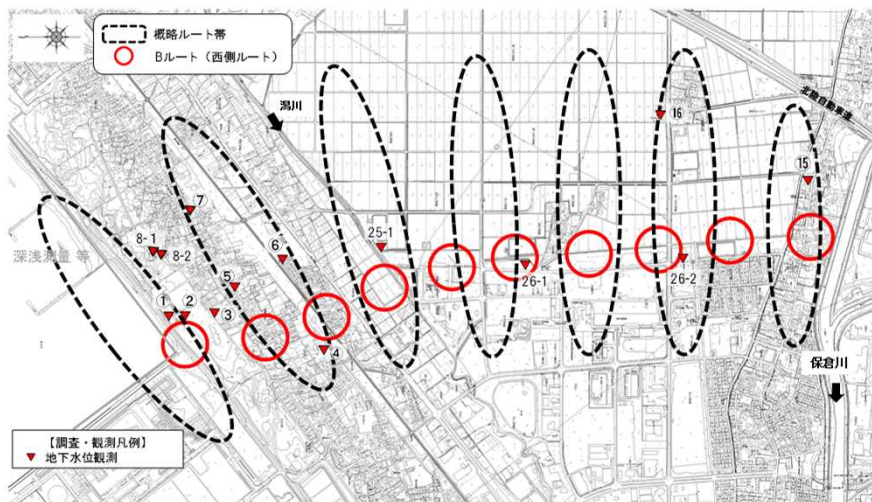 概略ルート帯
Bルート（西側ルート）
潟川
北陸自動車道
16
15
7
8-1
8-2
6
25-1
深浅測量 等
5
26-1
26-2
1
2
3
4
保倉川
【調査・観測凡例】
地下水位観測